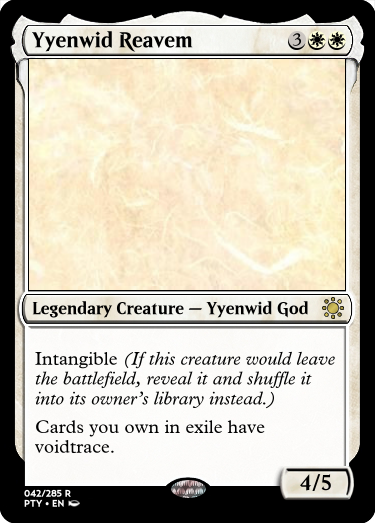 Yyenwid Reavem 3
Legendary Creature — Yyenwid God
Intangible (If this creature would leave
the battlefield, reveal it and shuffle it
into its owner's library instead.)
Cards you own in exile have
voidtrace.
4/5
042/285 R
PTY • EN